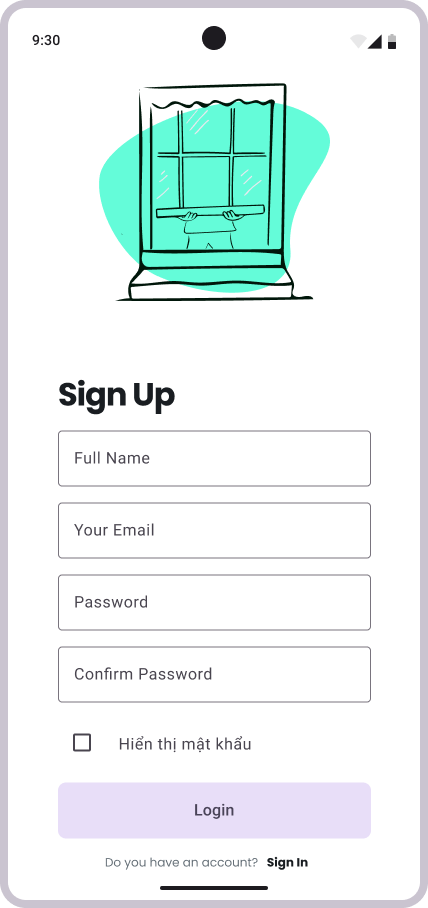 9:30
Sign Up
Full Name
Your Email
Password
Confirm Password
Hiển thị mật khẩu
Login
Do you have an account? Sign In